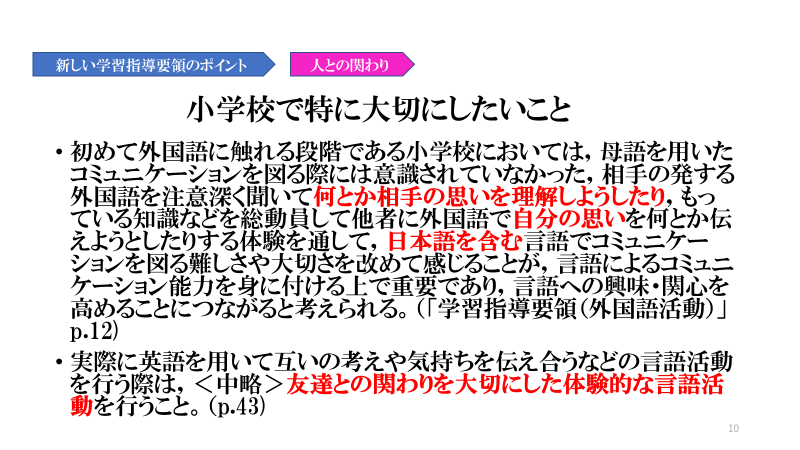 新しい学習指導要領のポイント
人との関わり
小学校で特に大切にしたいこと
・初めて外国語に触れる段階である小学校においては，母語を用いた
コミュニケーションを図る際には意識されていなかった，相手の発する
外国語を注意深く聞いて何とか相手の思いを理解しようしたり，もっ
ている知識などを総動員して他者に外国語で自分の思いを何とか伝
えようとしたりする体験を通して，日本語を含む言語でコミュニケー
ションを図る難しさや大切さを改めて感じることが，言語によるコミュニ
ケーション能力を身に付ける上で重要であり，言語への興味・関心を
高めることにつながると考えられる。（「学習指導要領（外国語活動）」
p.12)
・実際に英語を用いて互いの考えや気持ちを伝え合うなどの言語活動
を行う際は，＜中略＞友達との関わりを大切にした体験的な言語活
動を行うこと。（p.43)
10